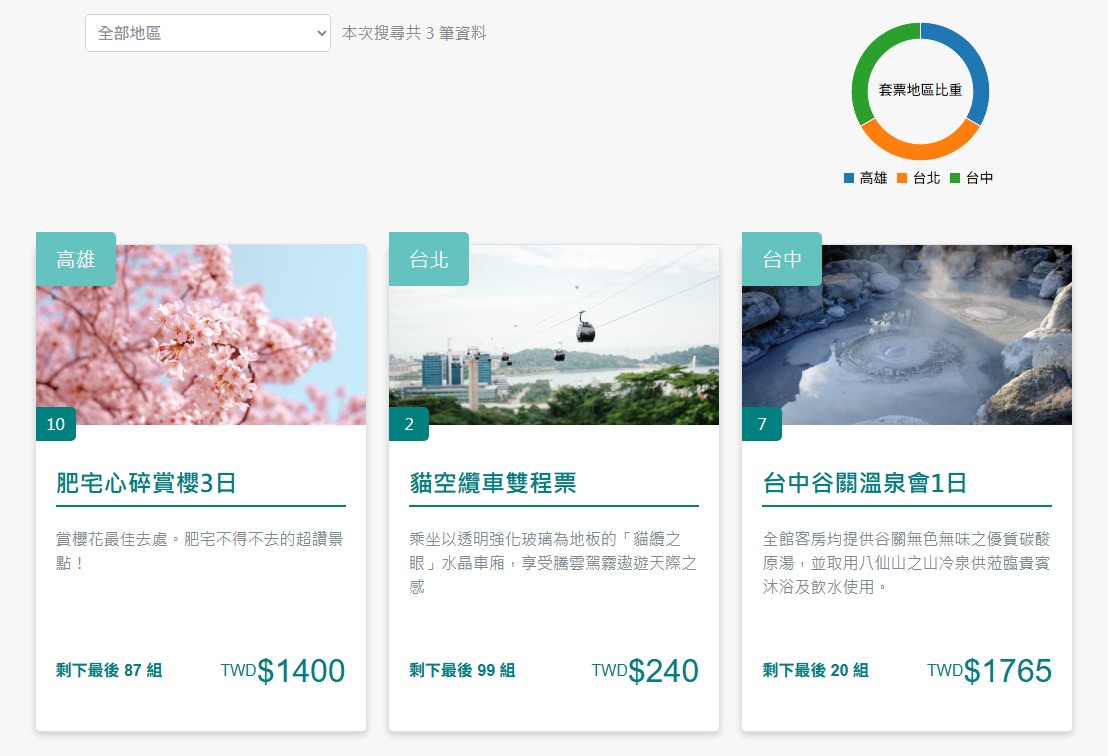 全部地區
本次搜尋共 3 筆資料
套票地區比重
高雄 台北 台中
高雄
10
肥宅心碎賞櫻3日
賞櫻花最佳去處。肥宅不得不去的超讚景
點！
剩下最後 87 組
TWD$1400
台北
2
貓空纜車雙程票
乘坐以透明強化玻璃為地板的「貓纜之
眼」水晶車廂，享受騰雲駕霧遨遊天際之
感
剩下最後 99 組
TWD$240
台中
7
台中谷關溫泉會1日
全館客房均提供谷關無色無味之優質碳酸
原湯，並取用八仙山之山冷泉供蒞臨貴賓
沐浴及飲水使用。
剩下最後 20 組
TWD$1765